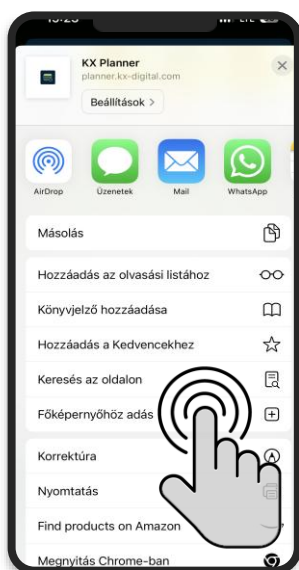 KX Planner
planner.kx-digital.com
Beállítások >
AirDrop Üzenetek Mail WhatsApp
Másolás
Hozzáadás az olvasási listához
Könyvjelző hozzáadása
Hozzáadás a Kedvencekhez
Keresés az oldalon
Főképernyőhöz adás
Korrektúra
Nyomtatás
Find products on Amazon
Megnyitás Chrome-ban